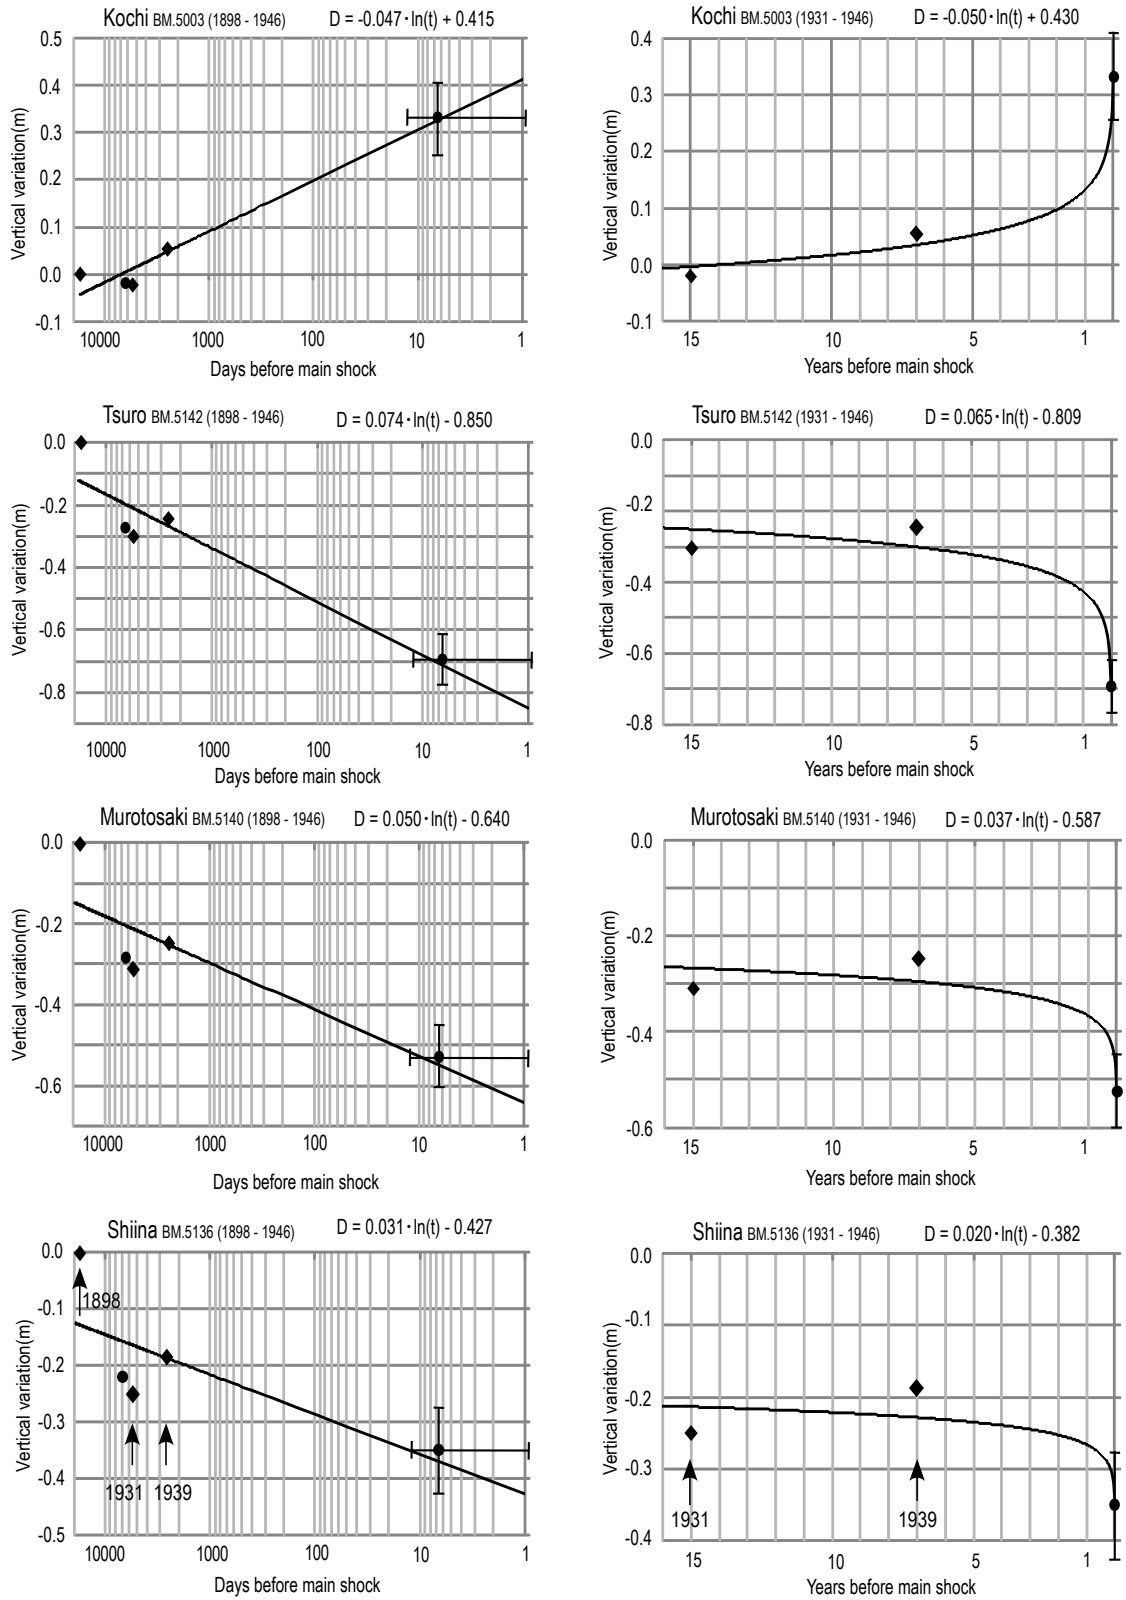 Kochi BM.5003 (1898 - 1946) D = -0.047·ln(t) + 0.415
0.5
0.4
0.3
0.2
0.1
0.0
-0.1
Vertical variation(m)
10000 1000 100 10 1
Days before main shock
Kochi BM.5003 (1931 - 1946) D = -0.050·ln(t) + 0.430
0.4
0.3
0.2
0.1
0.0
-0.1
Vertical variation(m)
15 10 5 1
Years before main shock
Tsuro BM.5142 (1898 - 1946) D = 0.074·ln(t) - 0.850
0.0
-0.2
-0.4
-0.6
-0.8
Vertical variation(m)
10000 1000 100 10 1
Days before main shock
Tsuro BM.5142 (1931 - 1946) D = 0.065·ln(t) - 0.809
0.0
-0.2
-0.4
-0.6
-0.8
Vertical variation(m)
15 10 5 1
Years before main shock
Murotosaki BM.5140 (1898 - 1946) D = 0.050·ln(t) - 0.640
0.0
-0.2
-0.4
-0.6
Vertical variation(m)
10000 1000 100 10 1
Days before main shock
Murotosaki BM.5140 (1931 - 1946) D = 0.037·ln(t) - 0.587
0.0
-0.2
-0.4
-0.6
Vertical variation(m)
15 10 5 1
Years before main shock
Shiina BM.5136 (1898 - 1946) D = 0.031·ln(t) - 0.427
0.0
-0.1
-0.2
-0.3
-0.4
-0.5
Vertical variation(m)
1898
1931 1939
10000 1000 100 10 1
Days before main shock
Shiina BM.5136 (1931 - 1946) D = 0.020·ln(t) - 0.382
0.0
-0.1
-0.2
-0.3
-0.4
Vertical variation(m)
1931 1939
15 10 5 1
Years before main shock